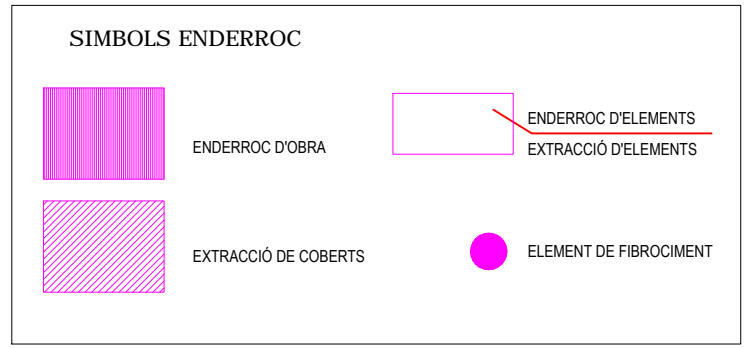 SIMBOLS ENDERROC
ENDERROC D'OBRA
ENDERROC D'ELEMENTS
EXTRACCIÓ D'ELEMENTS
EXTRACCIÓ DE COBERTS
ELEMENT DE FIBROCIMENT